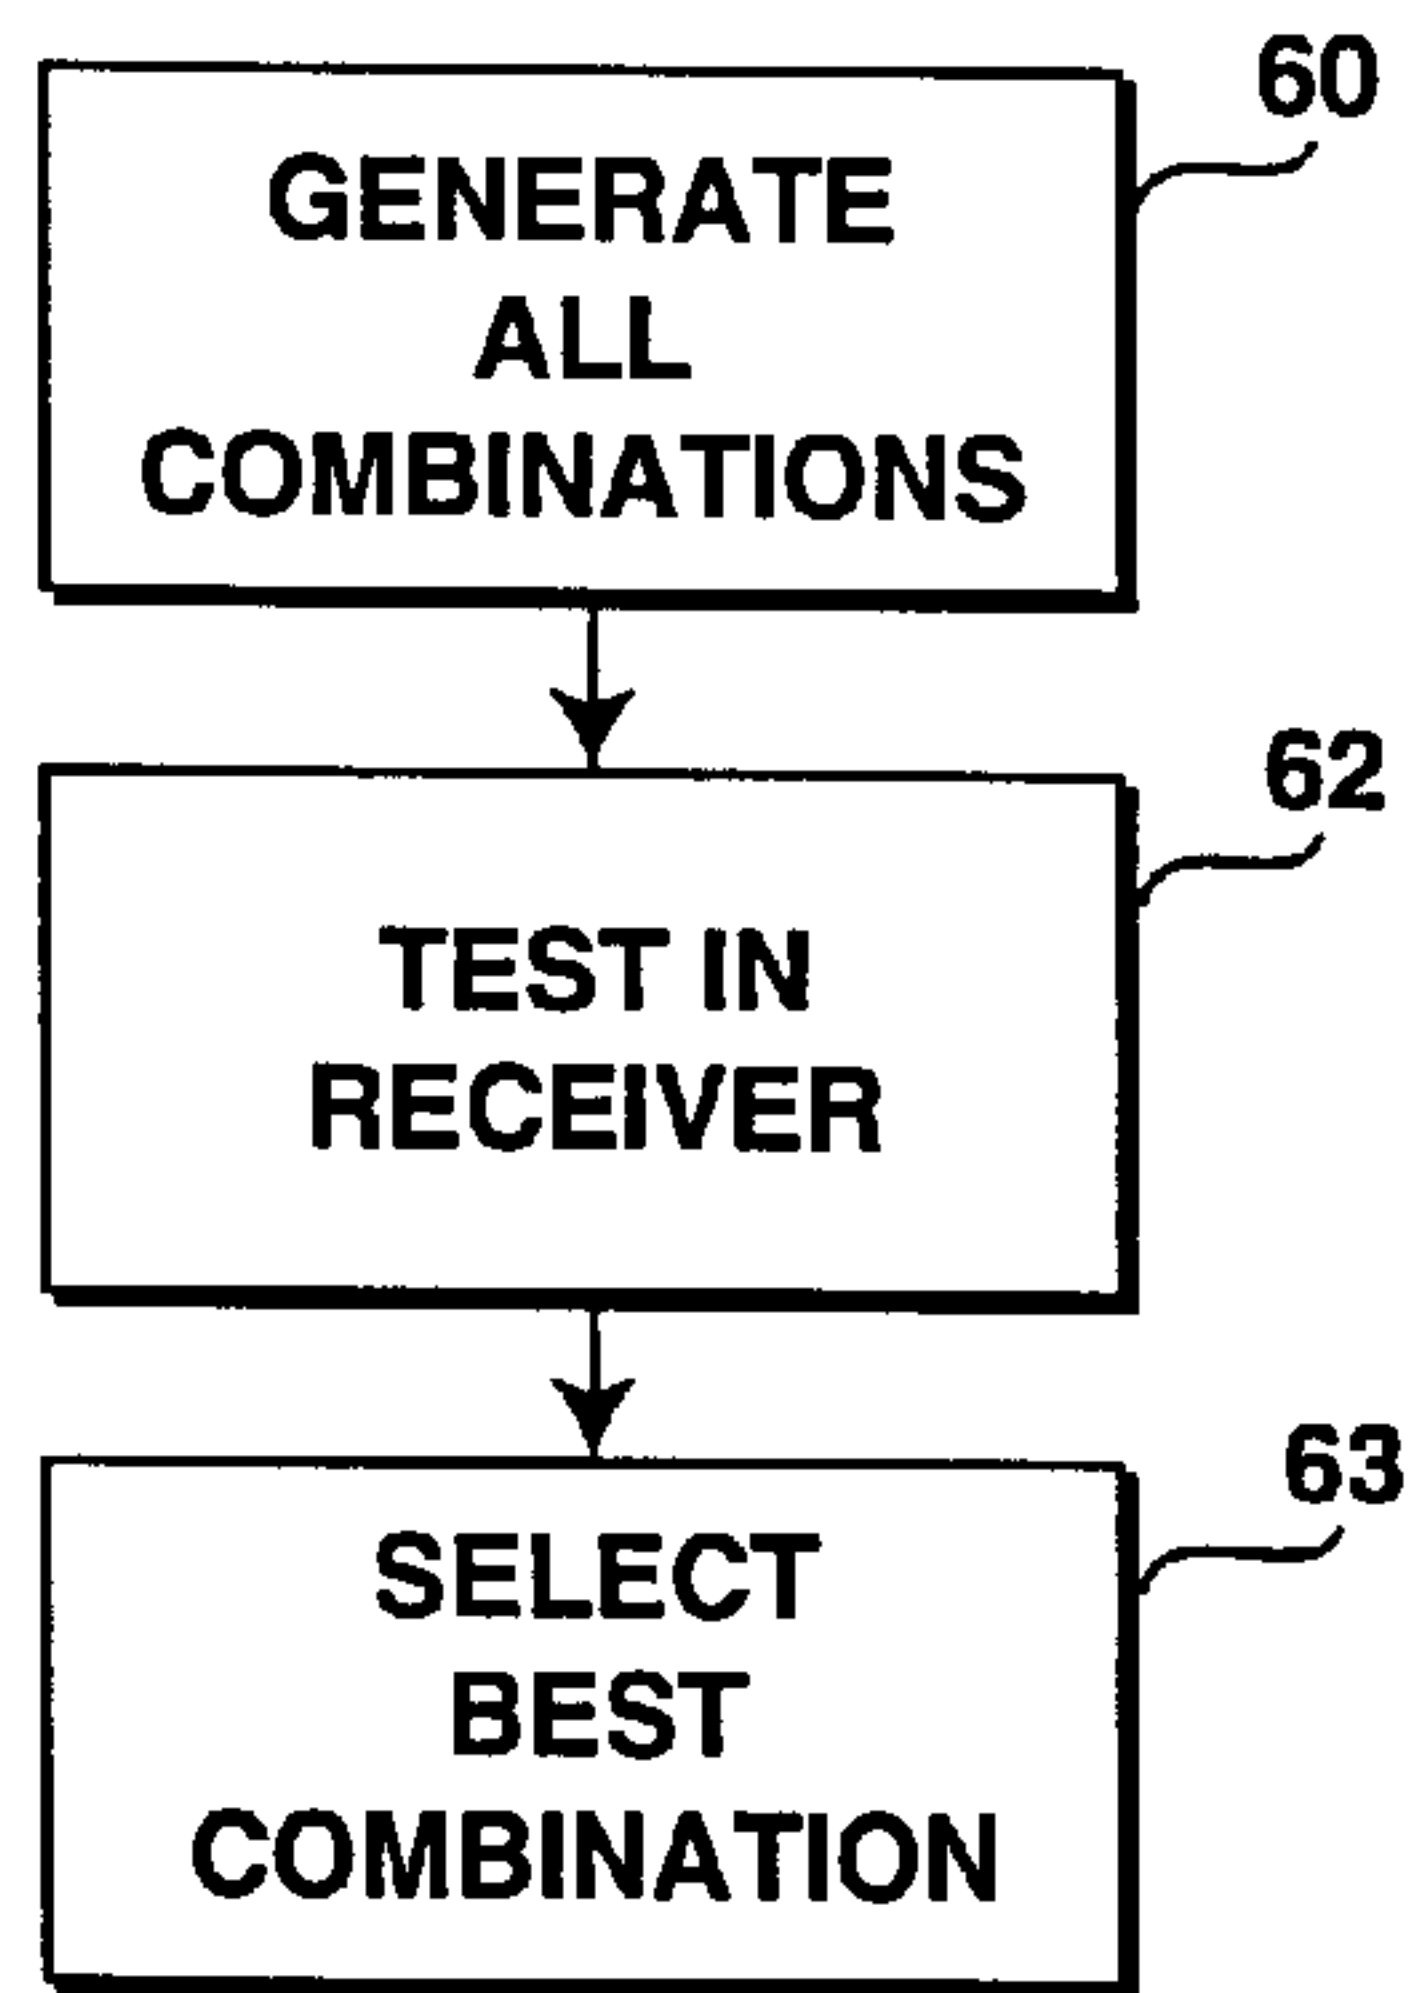 60
GENERATE
ALL
COMBINATIONS
62
TEST IN
RECEIVER
63
SELECT
BEST
COMBINATION